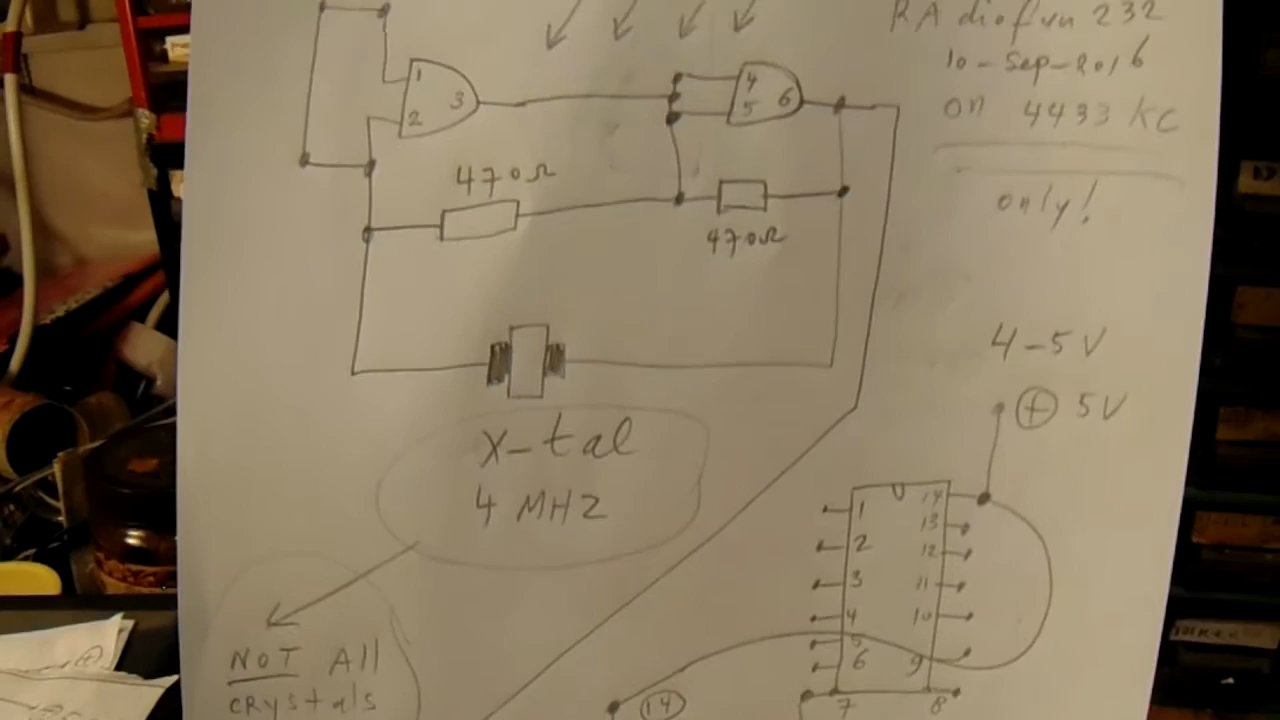 RAdiofun 232
10-Sep-2016
on 4433 KC
only!
1
2
3
4
5
6
470Ω
470Ω
X-tal
4 MHZ
NOT All
crystals
4-5V
+ 5V
1
2
3
4
5
6
7
14
13
12
11
10
9
8
14